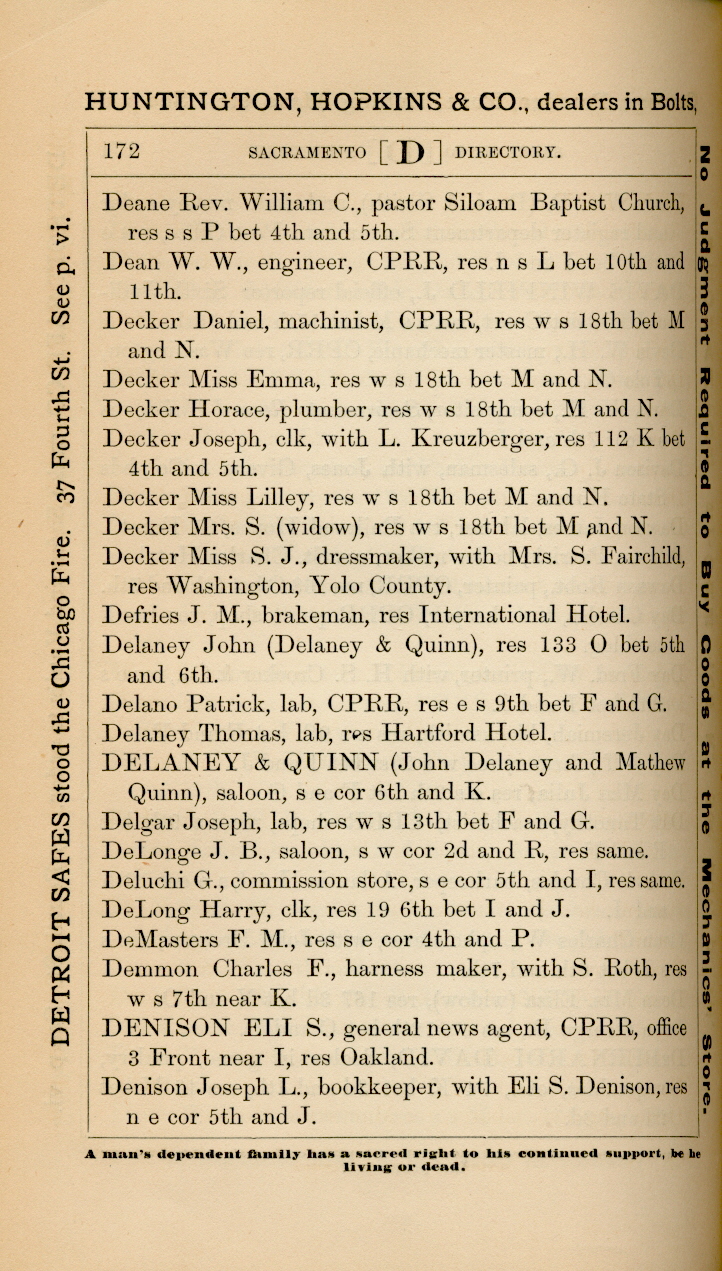 HUNTINGTON, HOPKINS & CO., dealers in Bolts,
172 SACRAMENTO [ D ] DIRECTORY.
Deane Rev. William C., pastor Siloam Baptist Church,
res s s P bet 4th and 5th.
Dean W. W., engineer, CPRR, res n s L bet 10th and
11th.
Decker Daniel, machinist, CPRR, res w s 18th bet M
and N.
Decker Miss Emma, res w s 18th bet M and N.
Decker Horace, plumber, res w s 18th bet M and N.
Decker Joseph, clk, with L. Kreuzberger, res 112 K bet
4th and 5th.
Decker Miss Lilley, res w s 18th bet M and N.
Decker Mrs. S. (widow), res w s 18th bet M and N.
Decker Miss S. J., dressmaker, with Mrs. S. Fairchild,
res Washington, Yolo County.
Defries J. M., brakeman, res International Hotel.
Delaney John (Delaney & Quinn), res 133 O bet 5th
and 6th.
Delano Patrick, lab, CPRR, res e s 9th bet F and G.
Delaney Thomas, lab, res Hartford Hotel.
DELANEY & QUINN (John Delaney and Mathew
Quinn), saloon, s e cor 6th and K.
Delgar Joseph, lab, res w s 13th bet F and G.
DeLonge J. B., saloon, s w cor 2d and R, res same.
Deluchi G., commission store, s e cor 5th and I, res same.
DeLong Harry, clk, res 19 6th bet I and J.
DeMasters F. M., res s e cor 4th and P.
Demmon Charles F., harness maker, with S. Roth, res
w s 7th near K.
DENISON ELI S., general news agent, CPRR, office
3 Front near I, res Oakland.
Denison Joseph L., bookkeeper, with Eli S. Denison, res
n e cor 5th and J.
A man's dependent family has a sacred right to his continued support, be he
living or dead.
DETROIT SAFES stood the Chicago Fire. 37 Fourth St. See p. vi.
No Judgment Required to Buy Goods at the Mechanics' Store.